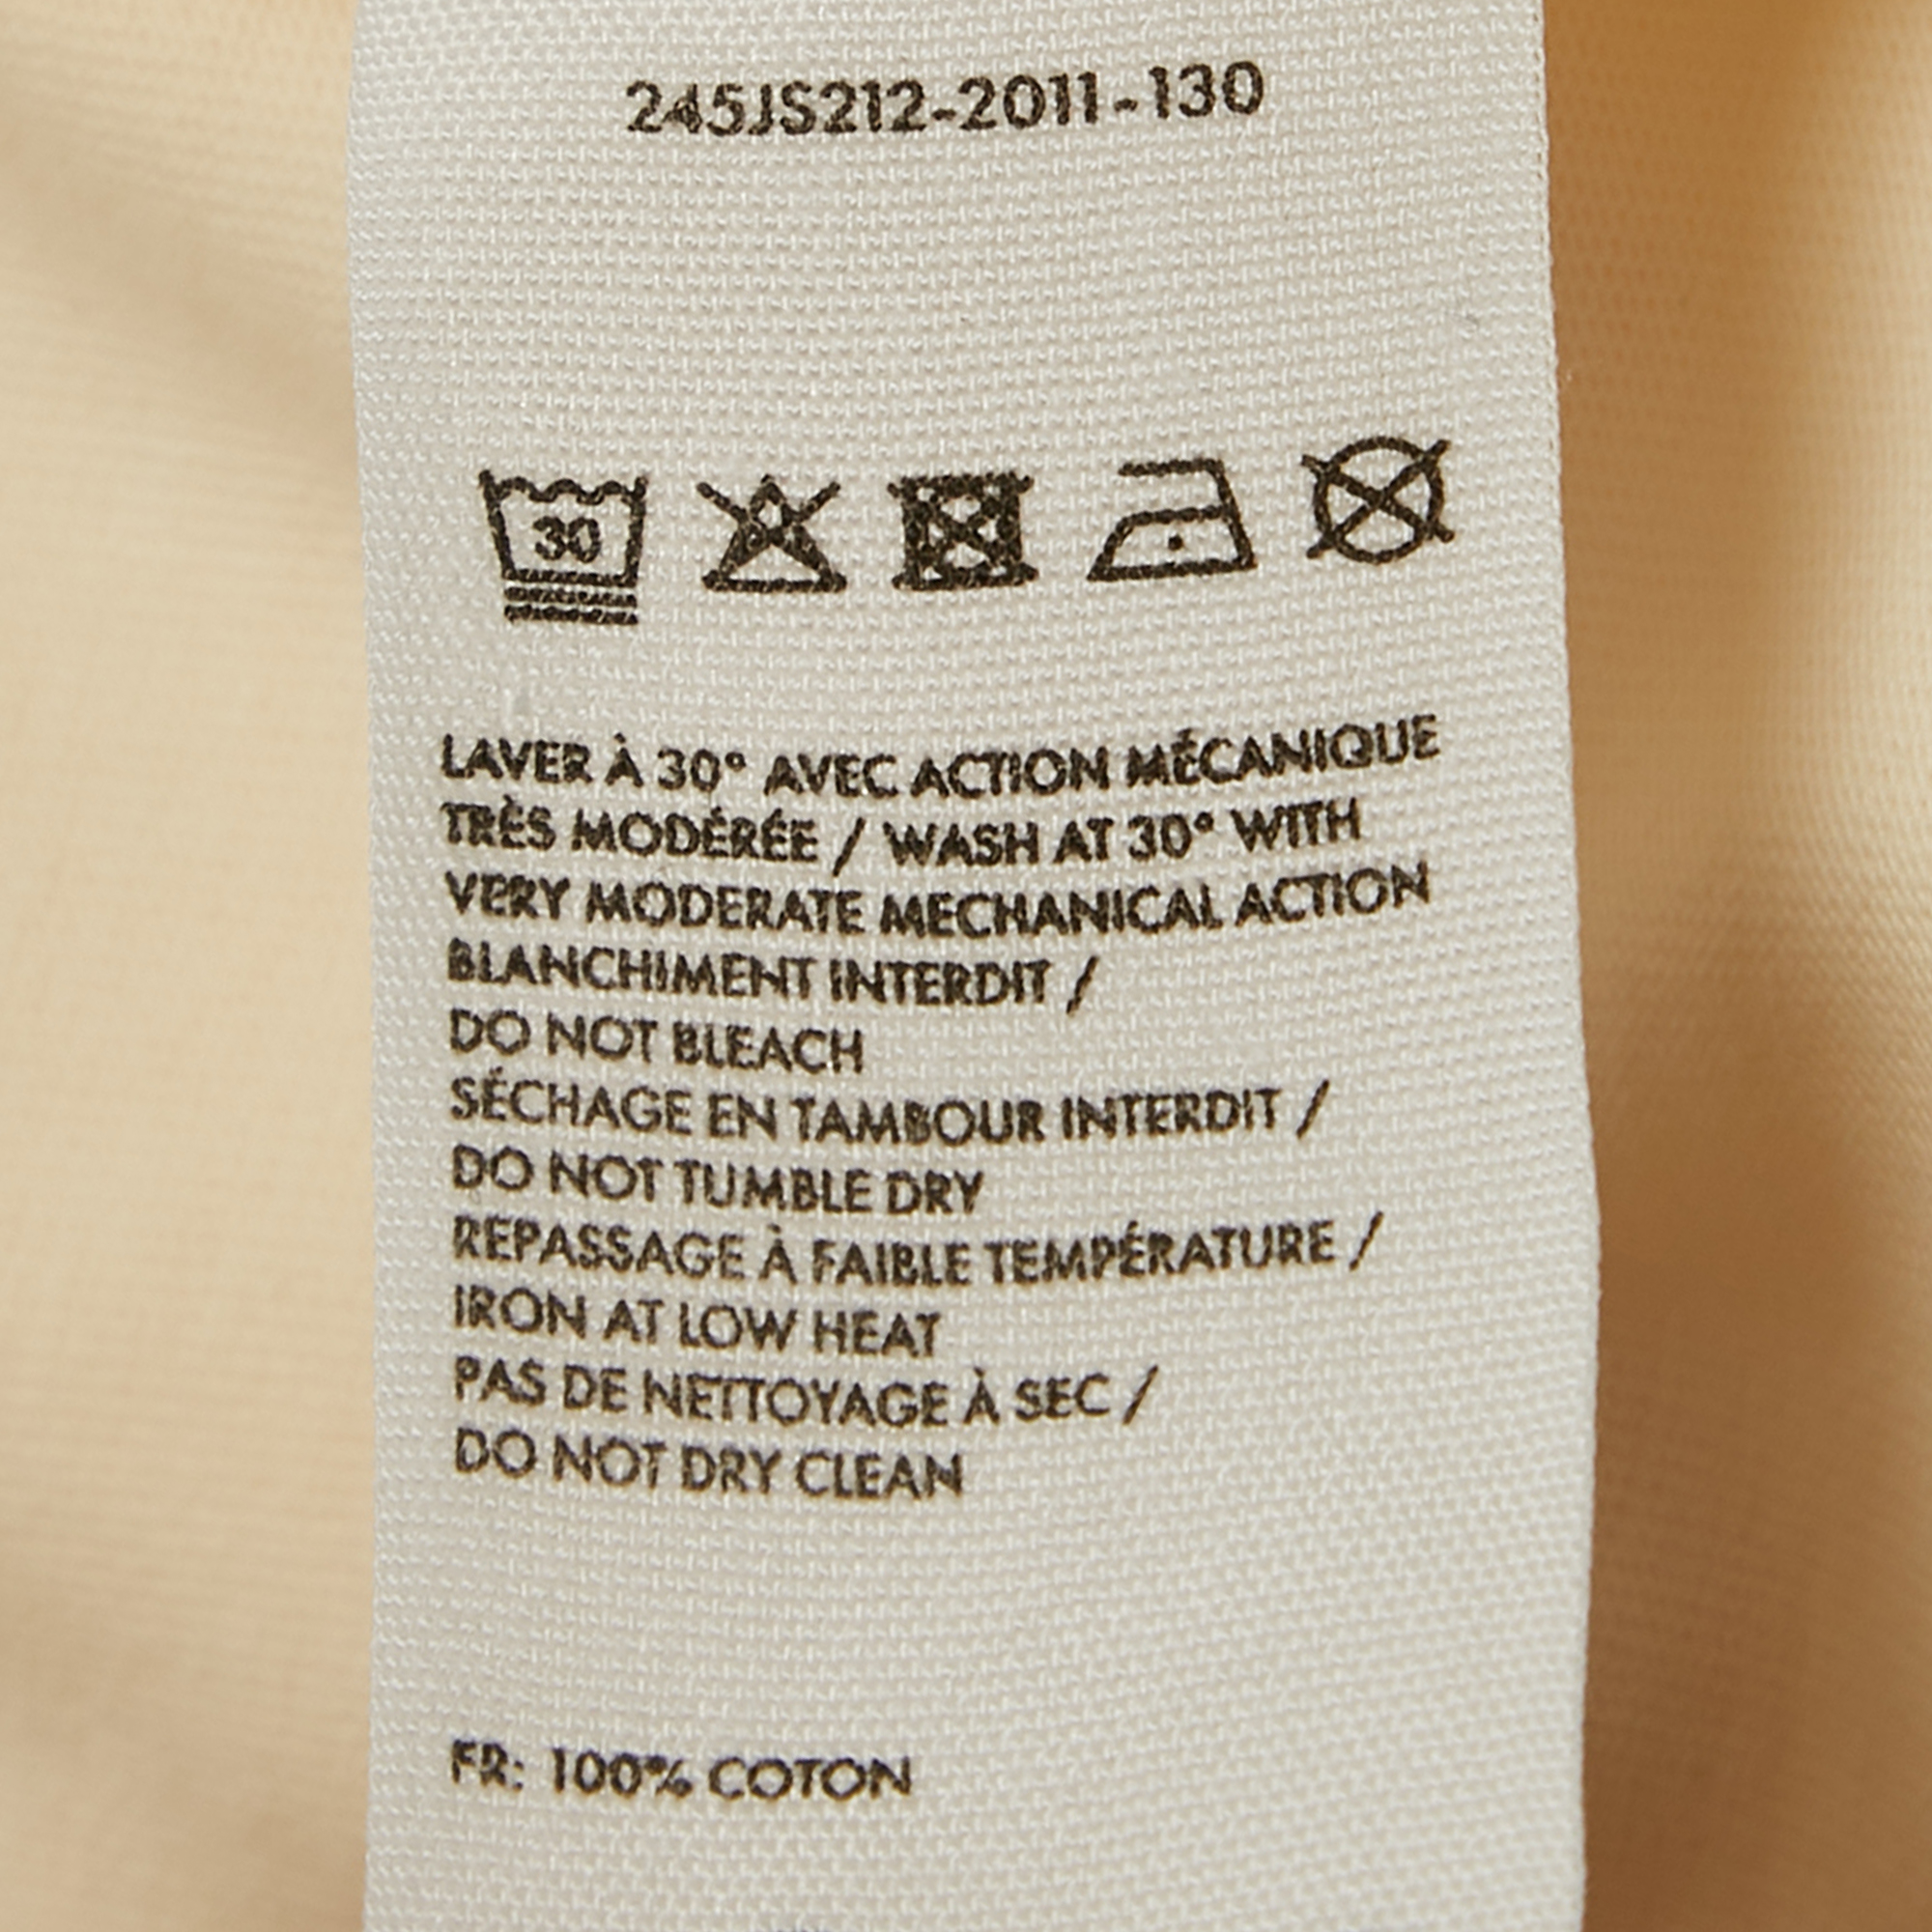 245JS212-2011-130
30
LAVER À 30° AVEC ACTION MÉCANIQUE
TRÈS MODÉRÉE / WASH AT 30° WITH
VERY MODERATE MECHANICAL ACTION
BLANCHIMENT INTERDIT /
DO NOT BLEACH
SÉCHAGE EN TAMBOUR INTERDIT /
DO NOT TUMBLE DRY
REPASSAGE À FAIBLE TEMPÉRATURE /
IRON AT LOW HEAT
PAS DE NETTOYAGE À SEC /
DO NOT DRY CLEAN
FR: 100% COTON